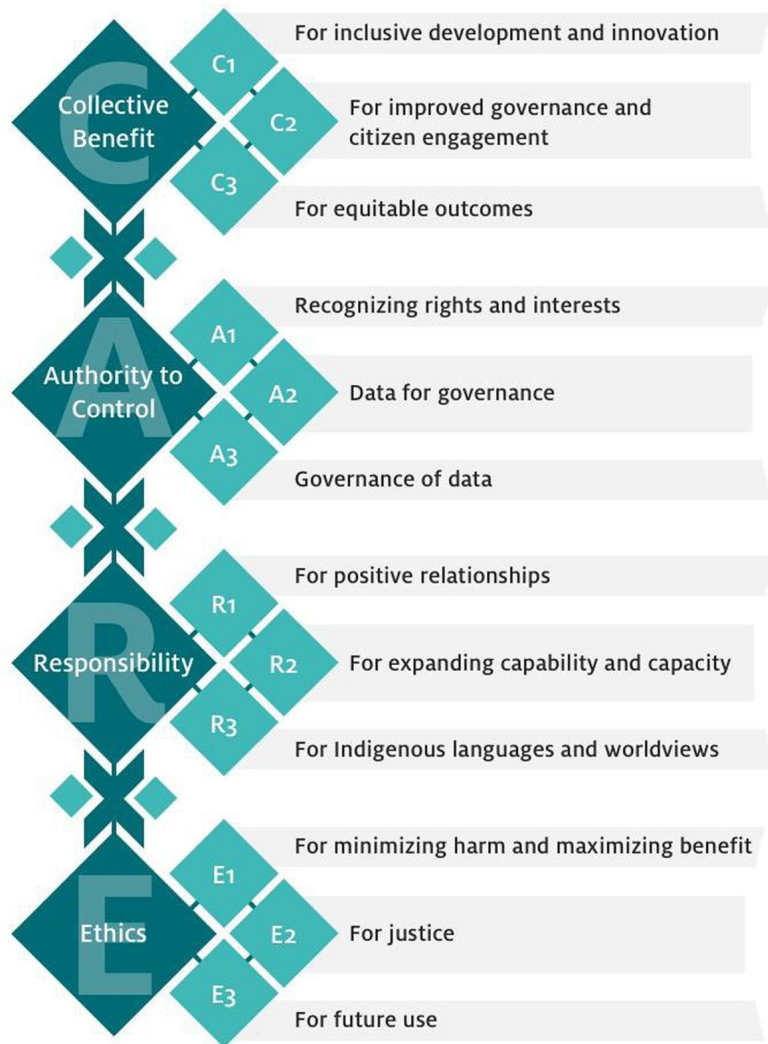 C
Collective
Benefit
C1
For inclusive development and innovation
C2
For improved governance and
citizen engagement
C3
For equitable outcomes
A
Authority to
Control
A1
Recognizing rights and interests
A2
Data for governance
A3
Governance of data
R
Responsibility
R1
For positive relationships
R2
For expanding capability and capacity
R3
For Indigenous languages and worldviews
E
Ethics
E1
For minimizing harm and maximizing benefit
E2
For justice
E3
For future use